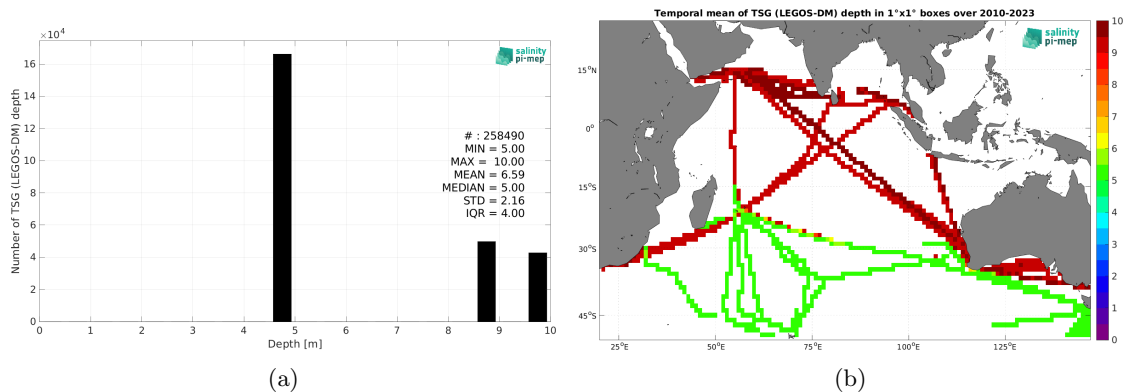 ×10⁴
16
14
12
10
8
6
4
2
0
Number of TSG (LEGOS-DM) depth
salinity
pi-mep
# : 258490
MIN = 5.00
MAX = 10.00
MEAN = 6.59
MEDIAN = 5.00
STD = 2.16
IQR = 4.00
0 1 2 3 4 5 6 7 8 9 10
Depth [m]
(a)
Temporal mean of TSG (LEGOS-DM) depth in 1°x1° boxes over 2010-2023
salinity
pi-mep
15°N
0°
15°S
30°S
45°S
25°E 50°E 75°E 100°E 125°E
10
9
8
7
6
5
4
3
2
1
0
(b)